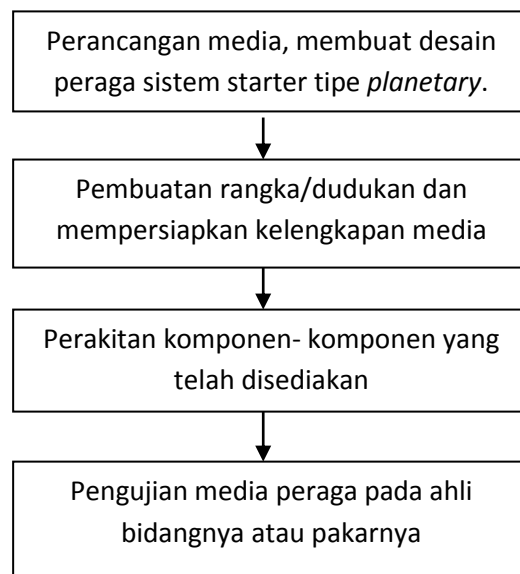 Perancangan media, membuat desain
peraga sistem starter tipe planetary.
Pembuatan rangka/dudukan dan
mempersiapkan kelengkapan media
Perakitan komponen- komponen yang
telah disediakan
Pengujian media peraga pada ahli
bidangnya atau pakarnya